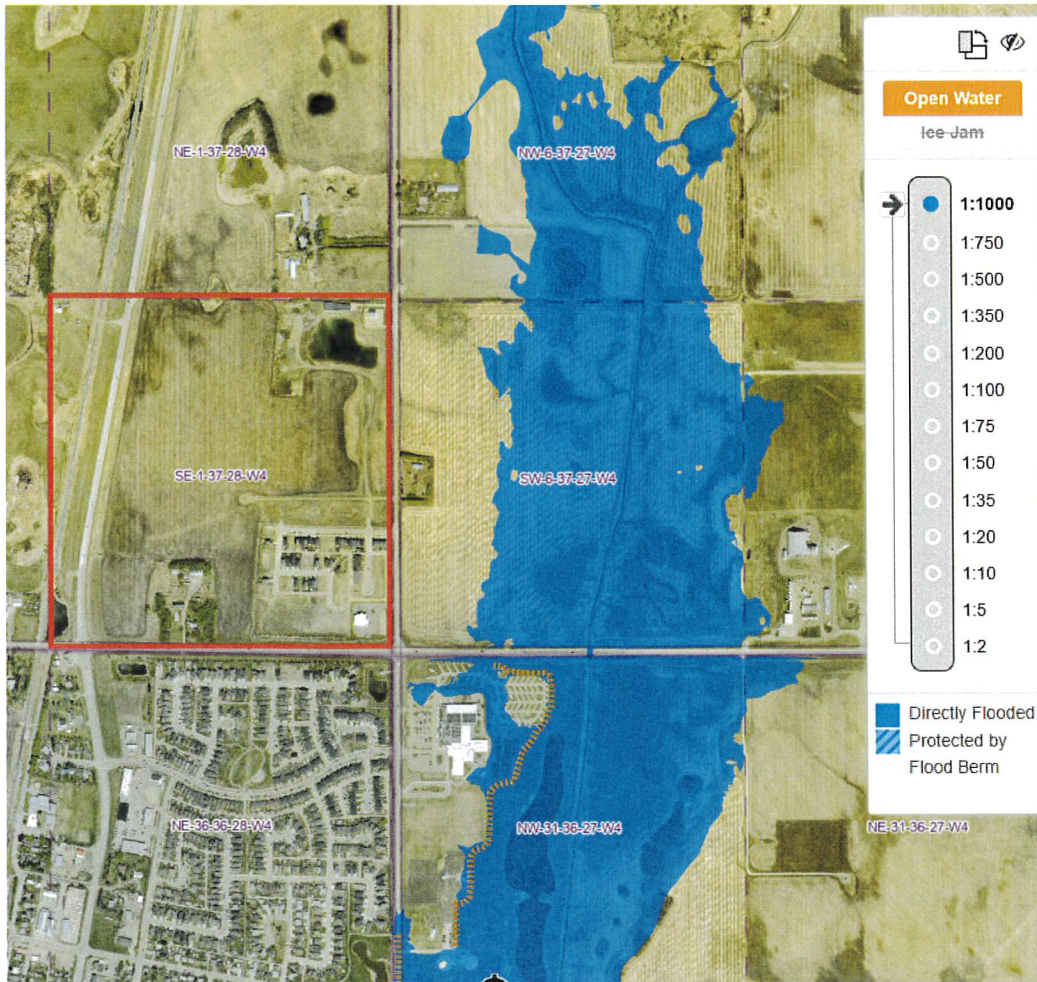 Open Water
Ice Jam
1:1000
1:750
1:500
1:350
1:200
1:100
1:75
1:50
1:35
1:20
1:10
1:5
1:2
Directly Flooded
Protected by
Flood Berm
NE-1-37-28-W4
NW-6-37-27-W4
SE-1-37-28-W4
SW-6-37-27-W4
NE-36-36-28-W4
NW-31-36-27-W4
NE-31-36-27-W4